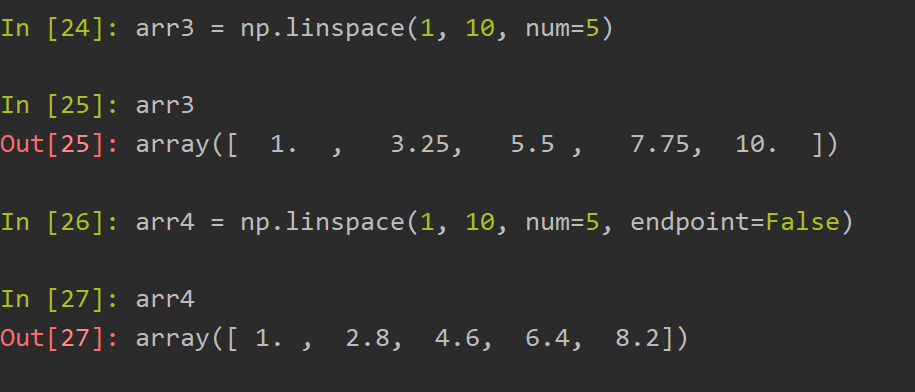 In [24]: arr3 = np.linspace(1, 10, num=5)
In [25]: arr3
Out[25]: array([  1.  ,   3.25,   5.5 ,   7.75,  10.  ])
In [26]: arr4 = np.linspace(1, 10, num=5, endpoint=False)
In [27]: arr4
Out[27]: array([ 1. ,  2.8,  4.6,  6.4,  8.2])